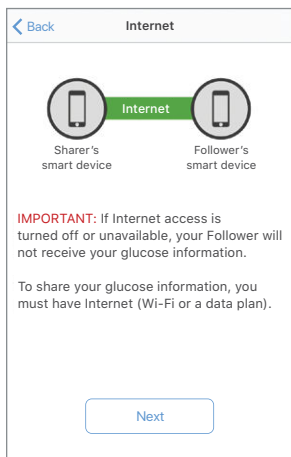 Back Internet
Internet
Sharer's Follower's
smart device smart device
IMPORTANT: If Internet access is
turned off or unavailable, your Follower will
not receive your glucose information.
To share your glucose information, you
must have Internet (Wi-Fi or a data plan).
Next